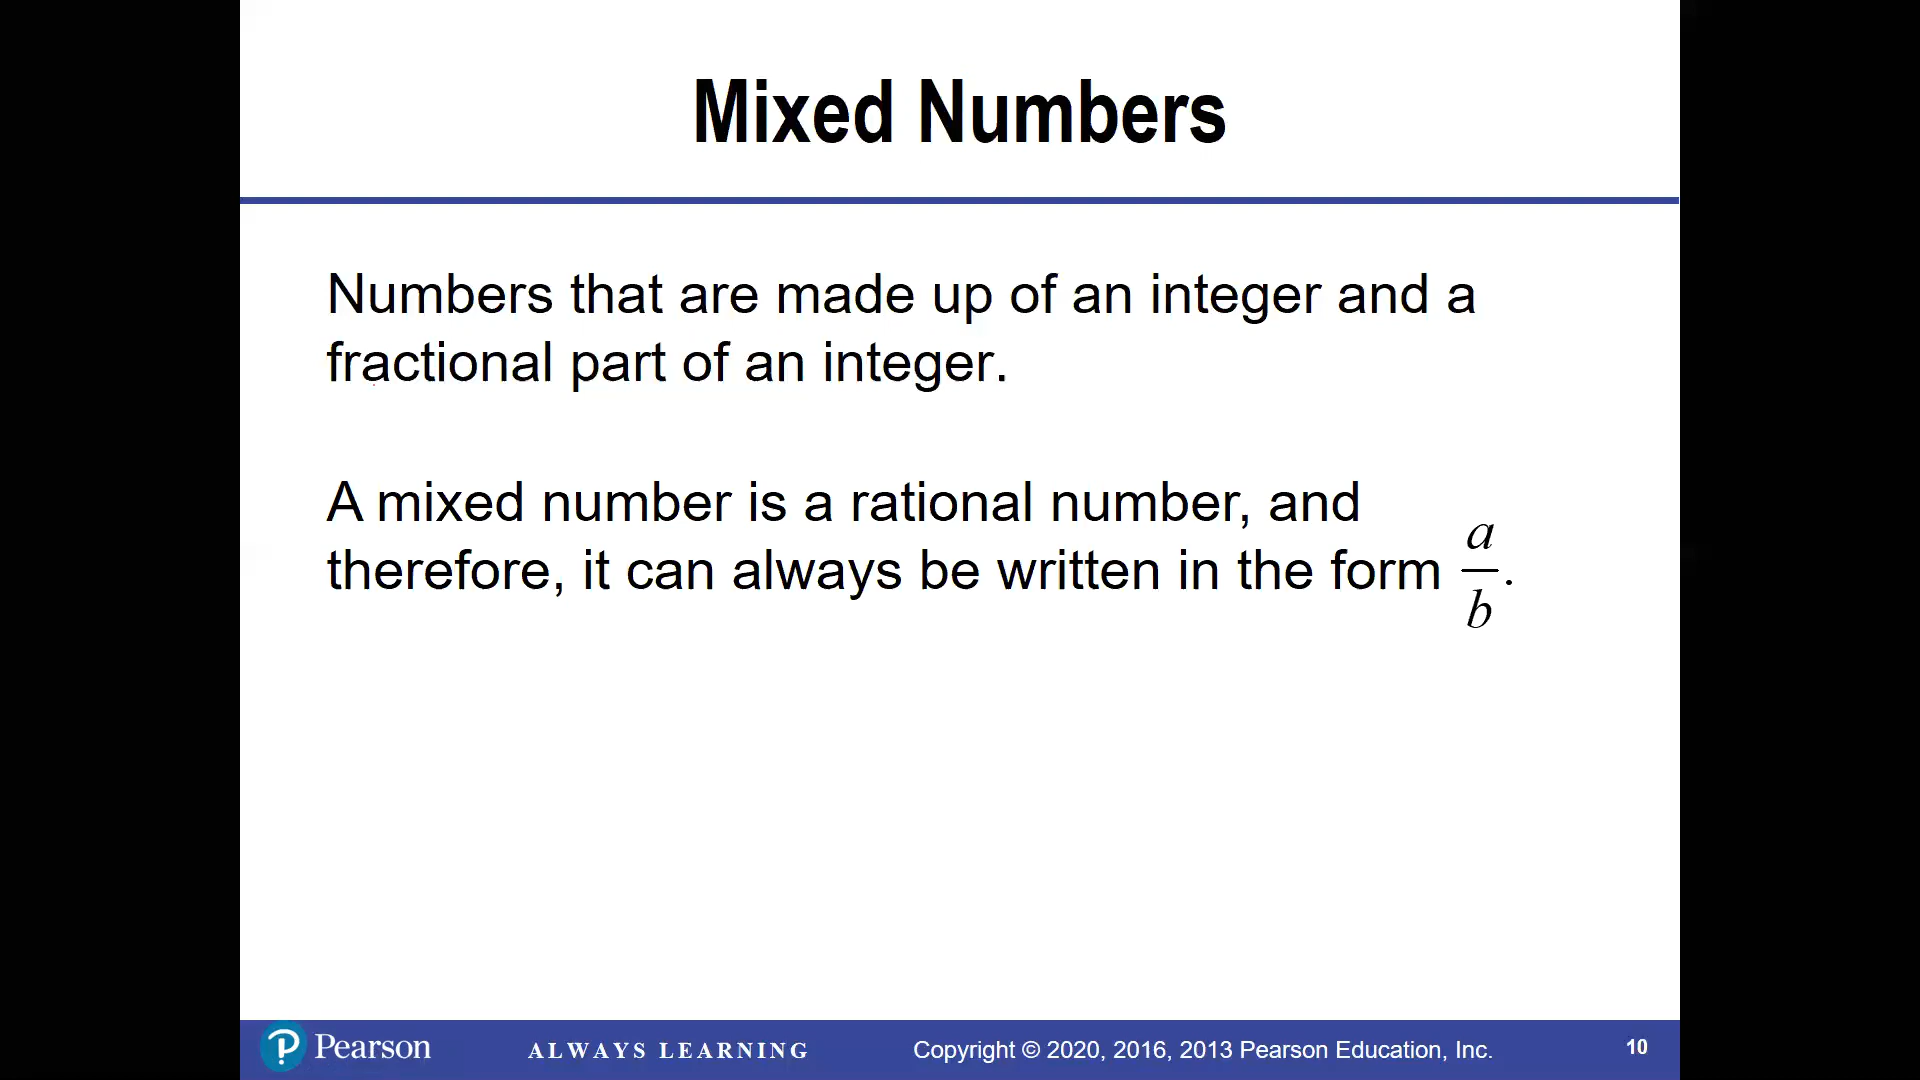 Mixed Numbers
Numbers that are made up of an integer and a
fractional part of an integer.
A mixed number is a rational number, and
therefore, it can always be written in the form a/b.
Pearson ALWAYS LEARNING Copyright © 2020, 2016, 2013 Pearson Education, Inc. 10